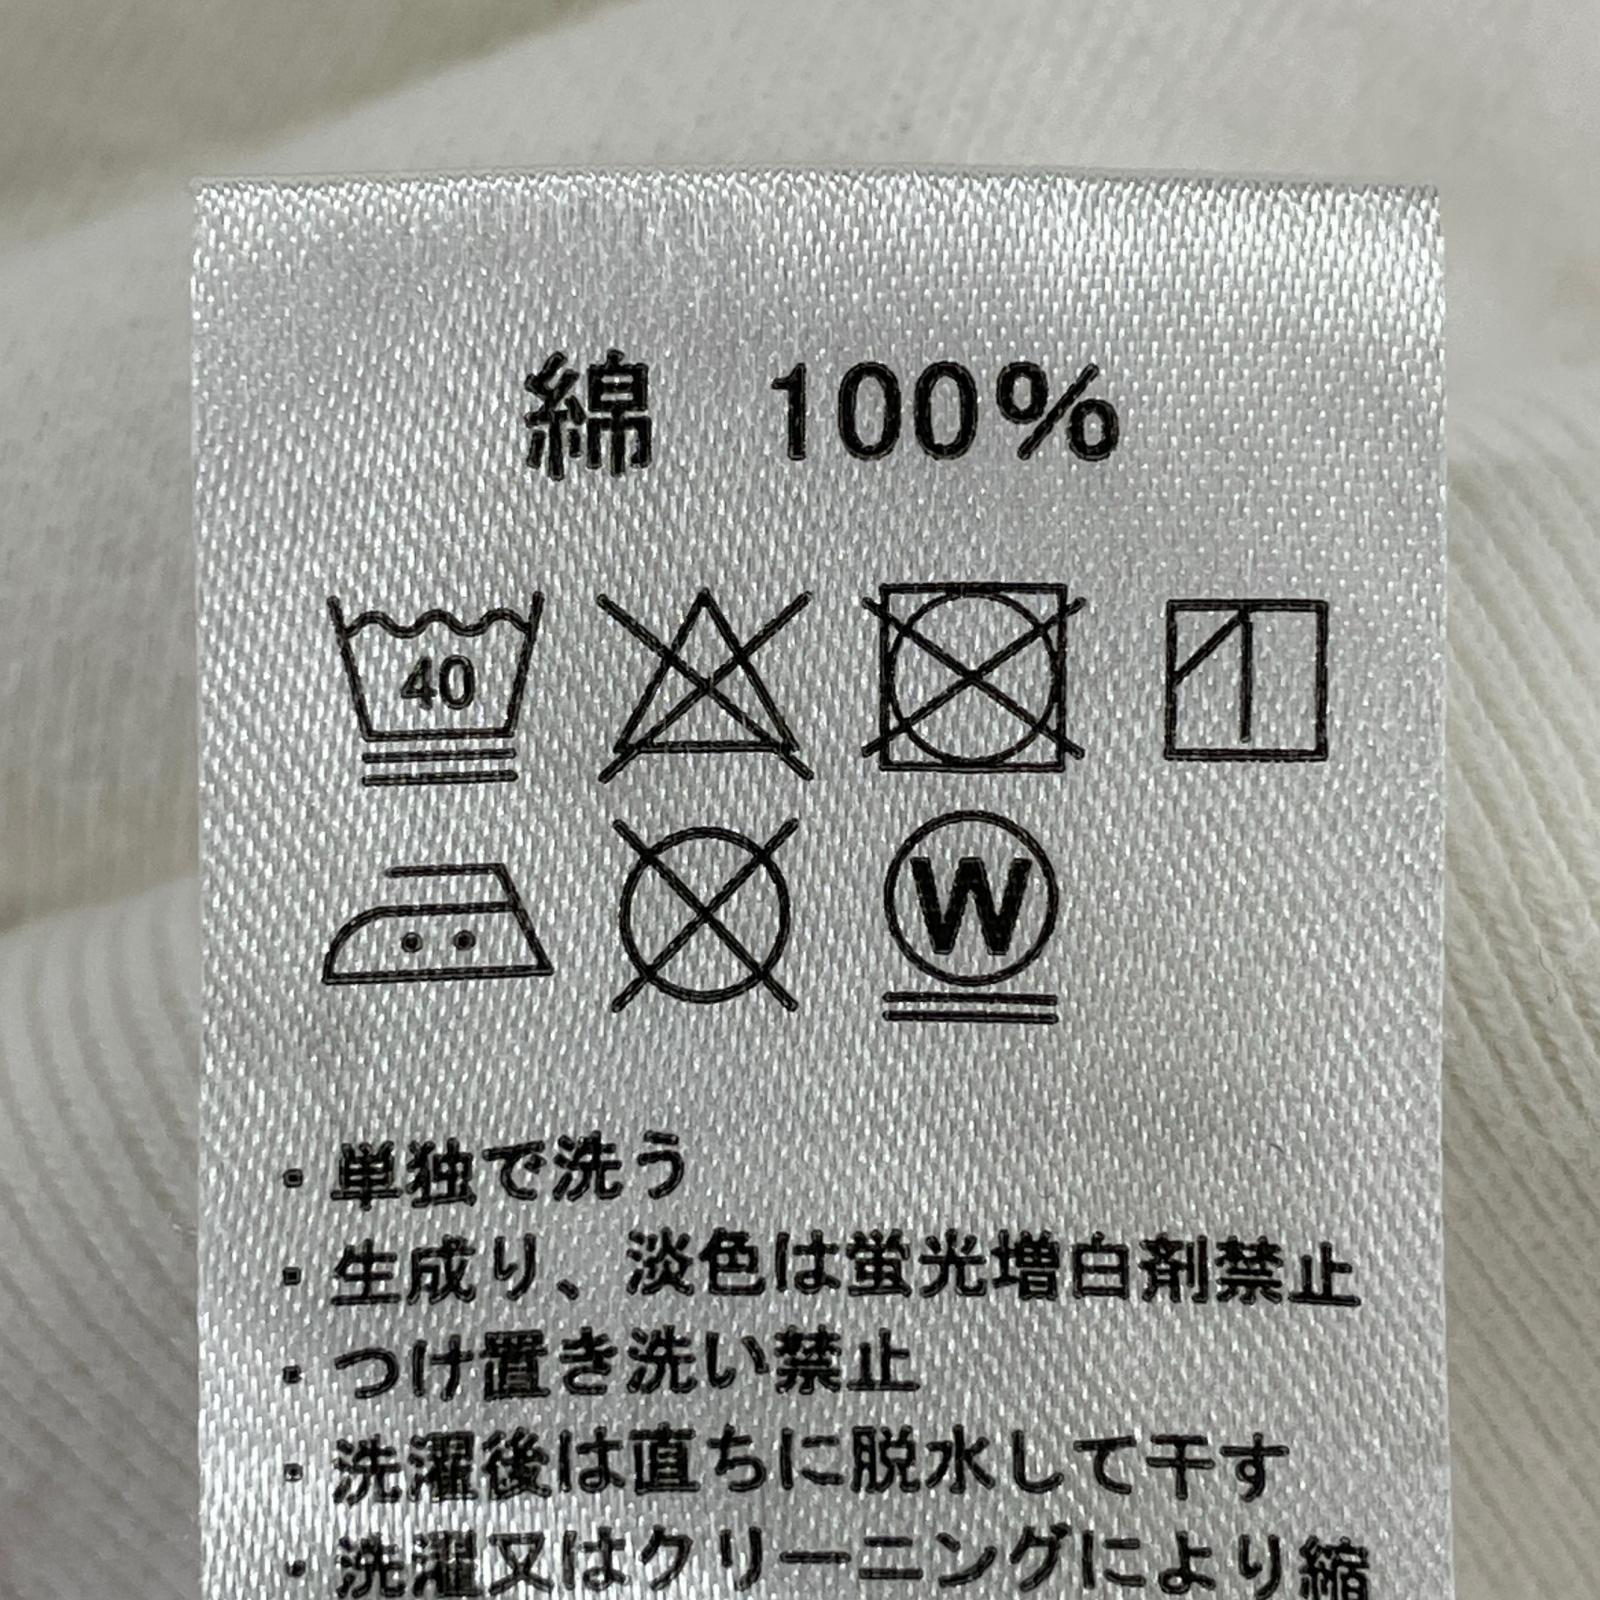 綿 100%
40
W
・単独で洗う
・生成り、淡色は蛍光増白剤禁止
・つけ置き洗い禁止
・洗濯後は直ちに脱水して干す
・洗濯又はクリーニングにより縮